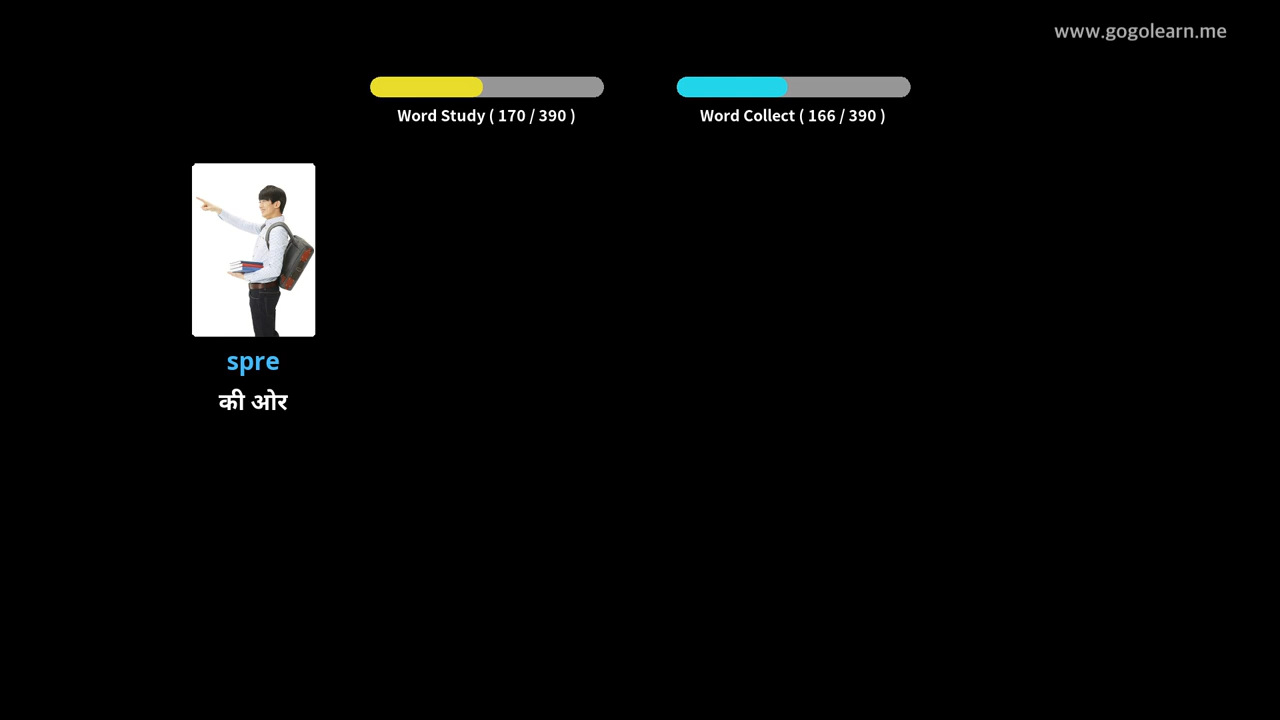 www.gogolearn.me
Word Study ( 170 / 390 )
Word Collect ( 166 / 390 )
spre
की ओर